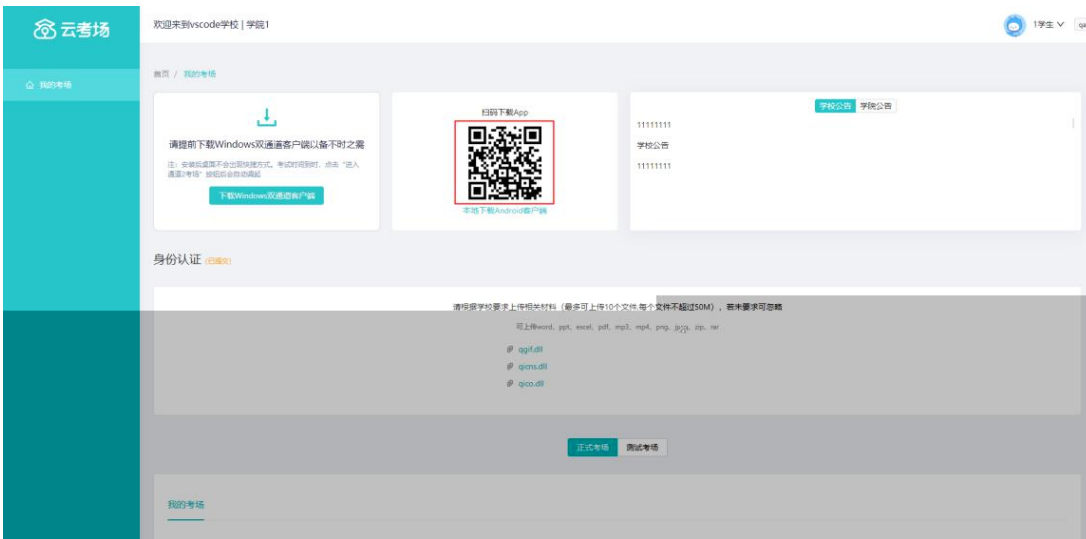 云考场
欢迎来到vscode学校 | 学院1
1学生
我的考场
首页 / 我的考场
请提前下载Windows双通道客户端以备不时之需
注：安装后桌面不会出现快捷方式，考试时间到时，点击“进入
通道2考场”按钮后会自动调起
下载Windows双通道客户端
扫码下载App
本地下载Android客户端
学校公告 学院公告
11111111
学校公告
11111111
身份认证 (已提交)
请根据学校要求上传相关材料（最多可上传10个文件,每个文件不超过50M），若未要求可忽略
可上传word, ppt, excel, pdf, mp3, mp4, png, jpg, zip, rar
qgif.dll
qicns.dll
qico.dll
正式考场 测试考场
我的考场